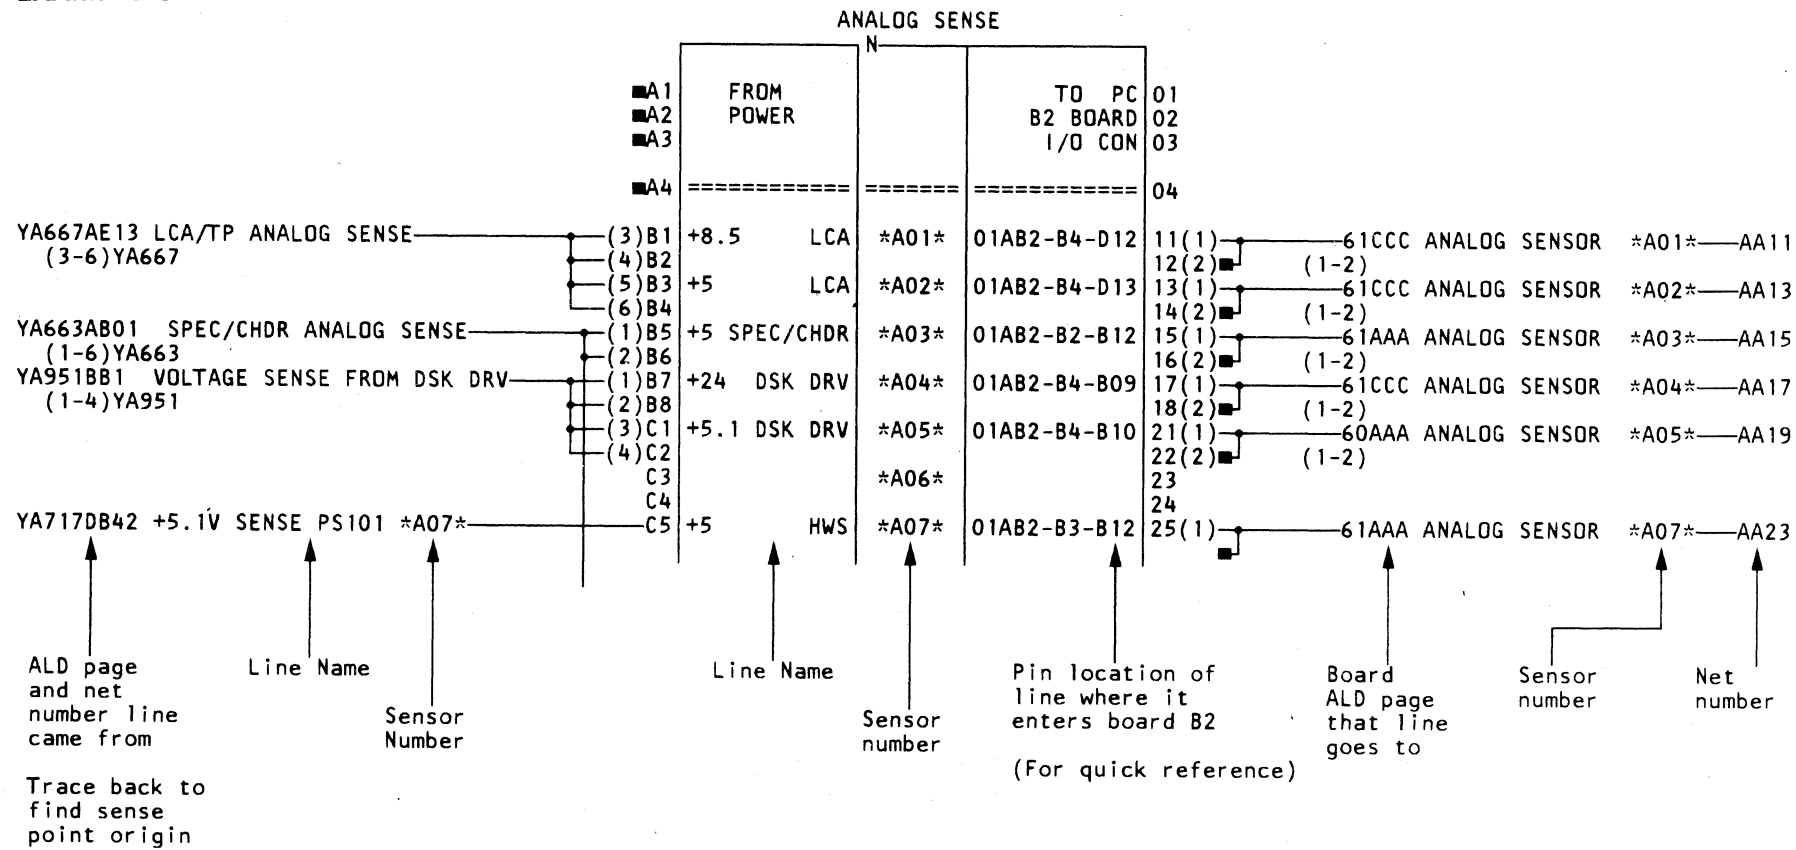 ANALOG SENSE
N
A1 FROM TO PC 01
A2 POWER B2 BOARD 02
A3 I/O CON 03
A4 ============ ======= ============ 04
YA667AE13 LCA/TP ANALOG SENSE (3)B1 +8.5 LCA *A01* 01AB2-B4-D12 11(1) 61CCC ANALOG SENSOR *A01* AA11
(3-6)YA667 (4)B2 12(2) (1-2)
(5)B3 +5 LCA *A02* 01AB2-B4-D13 13(1) 61CCC ANALOG SENSOR *A02* AA13
(6)B4 14(2) (1-2)
YA663AB01 SPEC/CHDR ANALOG SENSE (1)B5 +5 SPEC/CHDR *A03* 01AB2-B2-B12 15(1) 61AAA ANALOG SENSOR *A03* AA15
(1-6)YA663 (2)B6 16(2) (1-2)
YA951BB1 VOLTAGE SENSE FROM DSK DRV (1)B7 +24 DSK DRV *A04* 01AB2-B4-B09 17(1) 61CCC ANALOG SENSOR *A04* AA17
(1-4)YA951 (2)B8 18(2) (1-2)
(3)C1 +5.1 DSK DRV *A05* 01AB2-B4-B10 21(1) 60AAA ANALOG SENSOR *A05* AA19
(4)C2 22(2) (1-2)
C3 *A06* 23
C4 24
YA717DB42 +5.1V SENSE PS101 *A07* C5 +5 HWS *A07* 01AB2-B3-B12 25(1) 61AAA ANALOG SENSOR *A07* AA23
ALD page
and net
number line
came from
Trace back to
find sense
point origin
Line Name
Sensor
Number
Line Name
Sensor
number
Pin location of
line where it
enters board B2
(For quick reference)
Board
ALD page
that line
goes to
Sensor
number
Net
number